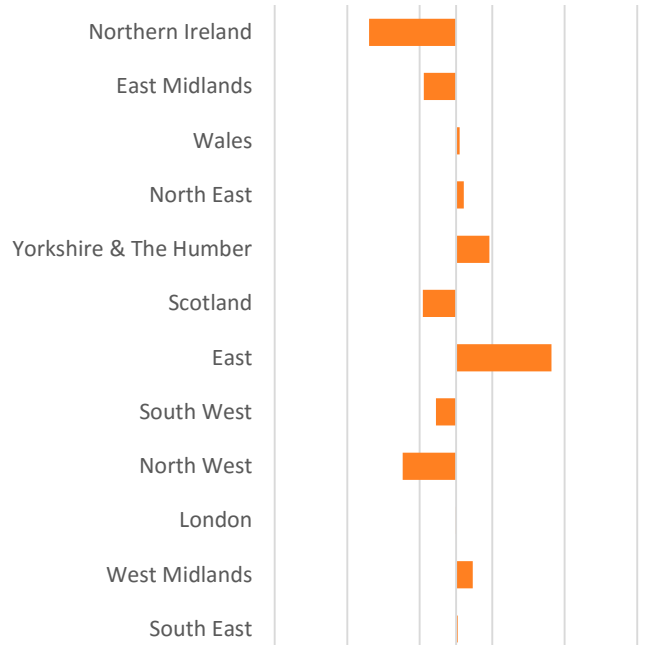 Northern Ireland
East Midlands
Wales
North East
Yorkshire & The Humber
Scotland
East
South West
North West
London
West Midlands
South East